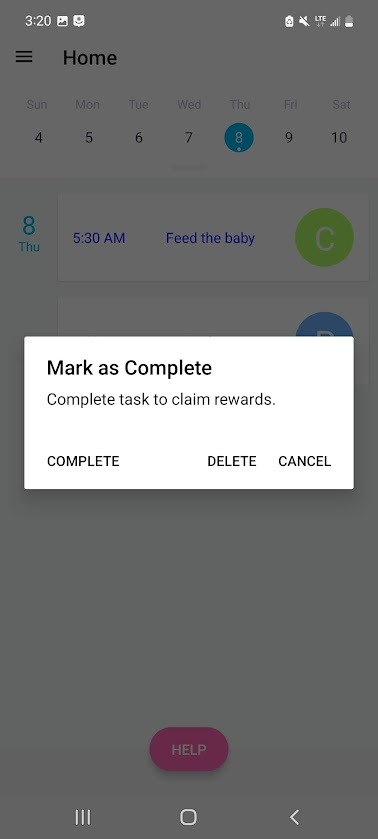 3:20 LTE
Home
Sun Mon Tue Wed Thu Fri Sat
4 5 6 7 8 9 10
8
Thu
5:30 AM Feed the baby C
Mark as Complete
Complete task to claim rewards.
COMPLETE DELETE CANCEL
HELP